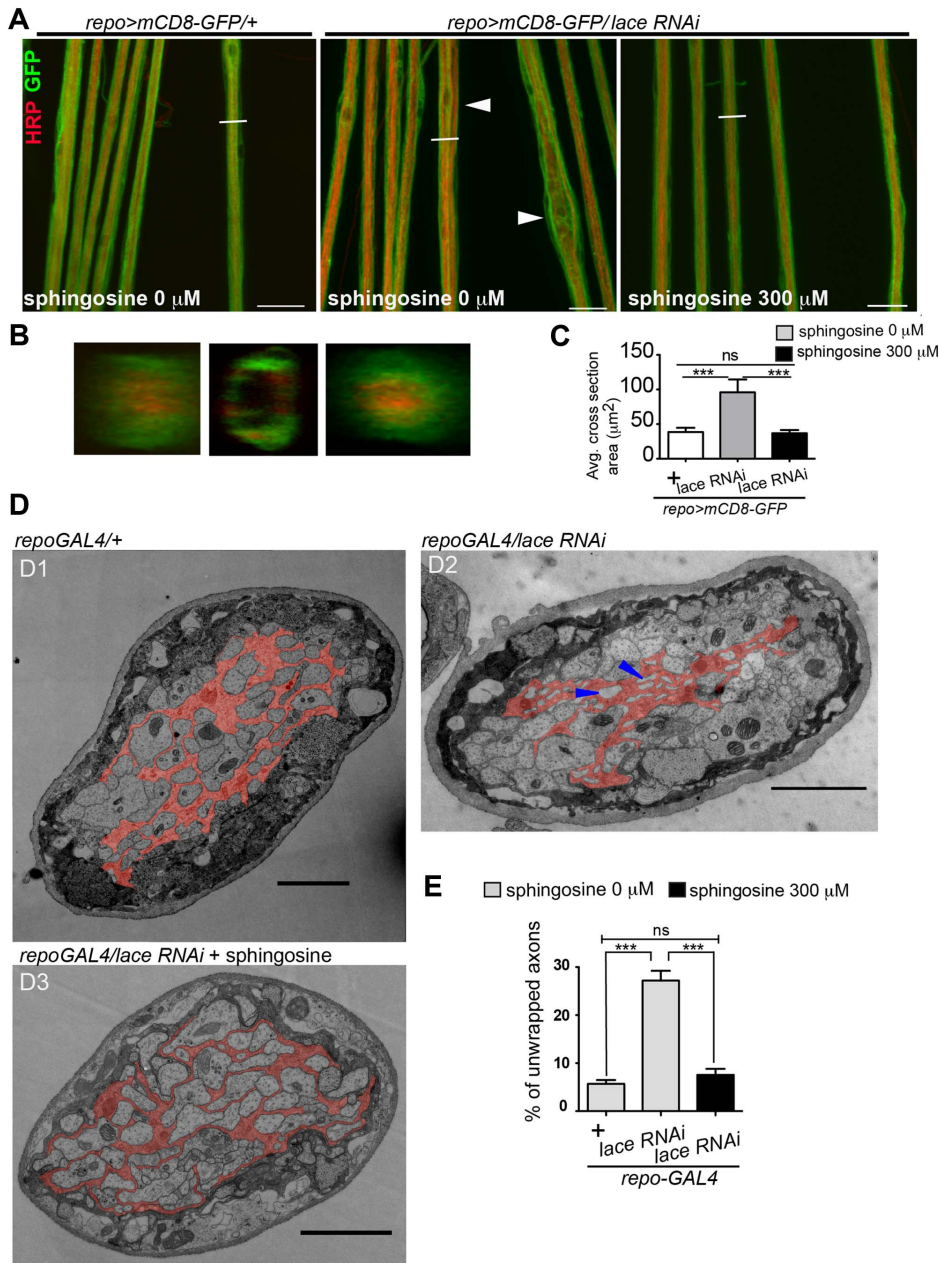 A
repo>mCD8-GFP/+
repo>mCD8-GFP/lace RNAi
HRP GFP
sphingosine 0 μM
sphingosine 0 μM
sphingosine 300 μM
B
C
sphingosine 0 μM
sphingosine 300 μM
ns
*** ***
150
100
50
0
Avg. cross section
area (μm2)
+
lace RNAi
lace RNAi
repo>mCD8-GFP
D
repoGAL4/+
D1
repoGAL4/lace RNAi
D2
repoGAL4/lace RNAi + sphingosine
D3
E
sphingosine 0 μM
sphingosine 300 μM
ns
*** ***
30
20
10
0
% of unwrapped axons
+
lace RNAi
lace RNAi
repo-GAL4